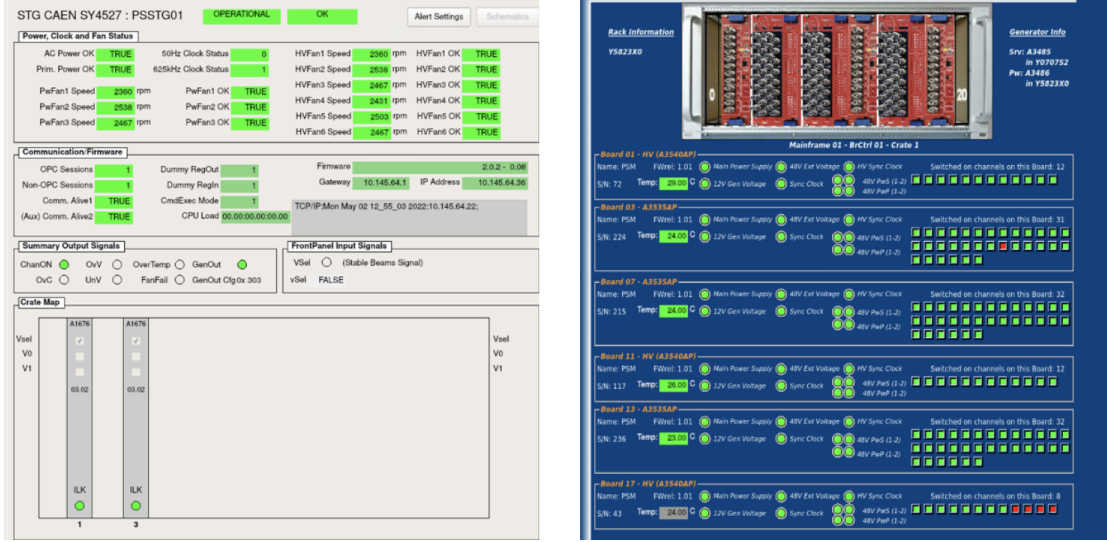 STG CAEN SY4527 : PSSTG01 OPERATIONAL OK Alert Settings Schematics
Power, Clock and Fan Status
AC Power OK TRUE 50Hz Clock Status 0 HVFan1 Speed 2360 rpm HVFan1 OK TRUE
Prim. Power OK TRUE 625kHz Clock Status 1 HVFan2 Speed 2538 rpm HVFan2 OK TRUE
HVFan3 Speed 2467 rpm HVFan3 OK TRUE
PwFan1 Speed 2360 rpm PwFan1 OK TRUE
HVFan4 Speed 2431 rpm HVFan4 OK TRUE
PwFan2 Speed 2538 rpm PwFan2 OK TRUE
HVFan5 Speed 2503 rpm HVFan5 OK TRUE
PwFan3 Speed 2467 rpm PwFan3 OK TRUE
HVFan6 Speed 2467 rpm HVFan6 OK TRUE
Communication/Firmware
OPC Sessions 1 Dummy RegOut 1 Firmware 2.0.2 - 0.08
Non-OPC Sessions 1 Dummy RegIn 1 Gateway 10.145.64.1 IP Address 10.145.64.36
Comm. Alive1 TRUE CmdExec Mode 1
TCP/IP:Mon May 02 12_55_03 2022:10.145.64.22;
(Aux) Comm. Alive2 TRUE CPU Load 00.00:00.00:00.00
Summary Output Signals
ChanON OvV OverTemp GenOut
OvC UnV FanFail GenOut Cfg 0x 303
FrontPanel Input Signals
VSel (Stable Beams Signal)
vSel FALSE
Crate Map
A1676 A1676
Vsel Vsel
V0 V0
V1 V1
03.02 03.02
ILK ILK
1 3
Rack Information
Y5823X0
0
20
Generator Info
Srv: A3485
in Y0707S2
Pw: A3486
in Y5823X0
Mainframe 01 - BrCtrl 01 - Crate 1
Board 01 - HV (A3540AP)
Name: PSM FWrel: 1.01 Main Power Supply 48V Ext Voltage HV Sync Clock Switched on channels on this Board: 12
S/N: 72 Temp: 29.00 C 12V Gen Voltage Sync Clock 48V PwS (1-2)
48V PwP (1-2)
Board 03 - A3535AP
Name: PSM FWrel: 1.01 Main Power Supply 48V Ext Voltage HV Sync Clock Switched on channels on this Board: 31
S/N: 224 Temp: 24.00 C 12V Gen Voltage Sync Clock 48V PwS (1-2)
48V PwP (1-2)
Board 07 - A3535AP
Name: PSM FWrel: 1.01 Main Power Supply 48V Ext Voltage HV Sync Clock Switched on channels on this Board: 32
S/N: 215 Temp: 24.00 C 12V Gen Voltage Sync Clock 48V PwS (1-2)
48V PwP (1-2)
Board 11 - HV (A3540AP)
Name: PSM FWrel: 1.01 Main Power Supply 48V Ext Voltage HV Sync Clock Switched on channels on this Board: 12
S/N: 117 Temp: 26.00 C 12V Gen Voltage Sync Clock 48V PwS (1-2)
48V PwP (1-2)
Board 13 - A3535AP
Name: PSM FWrel: 1.01 Main Power Supply 48V Ext Voltage HV Sync Clock Switched on channels on this Board: 32
S/N: 236 Temp: 23.00 C 12V Gen Voltage Sync Clock 48V PwS (1-2)
48V PwP (1-2)
Board 17 - HV (A3540AP)
Name: PSM FWrel: 1.01 Main Power Supply 48V Ext Voltage HV Sync Clock Switched on channels on this Board: 8
S/N: 43 Temp: 24.00 C 12V Gen Voltage Sync Clock 48V PwS (1-2)
48V PwP (1-2)